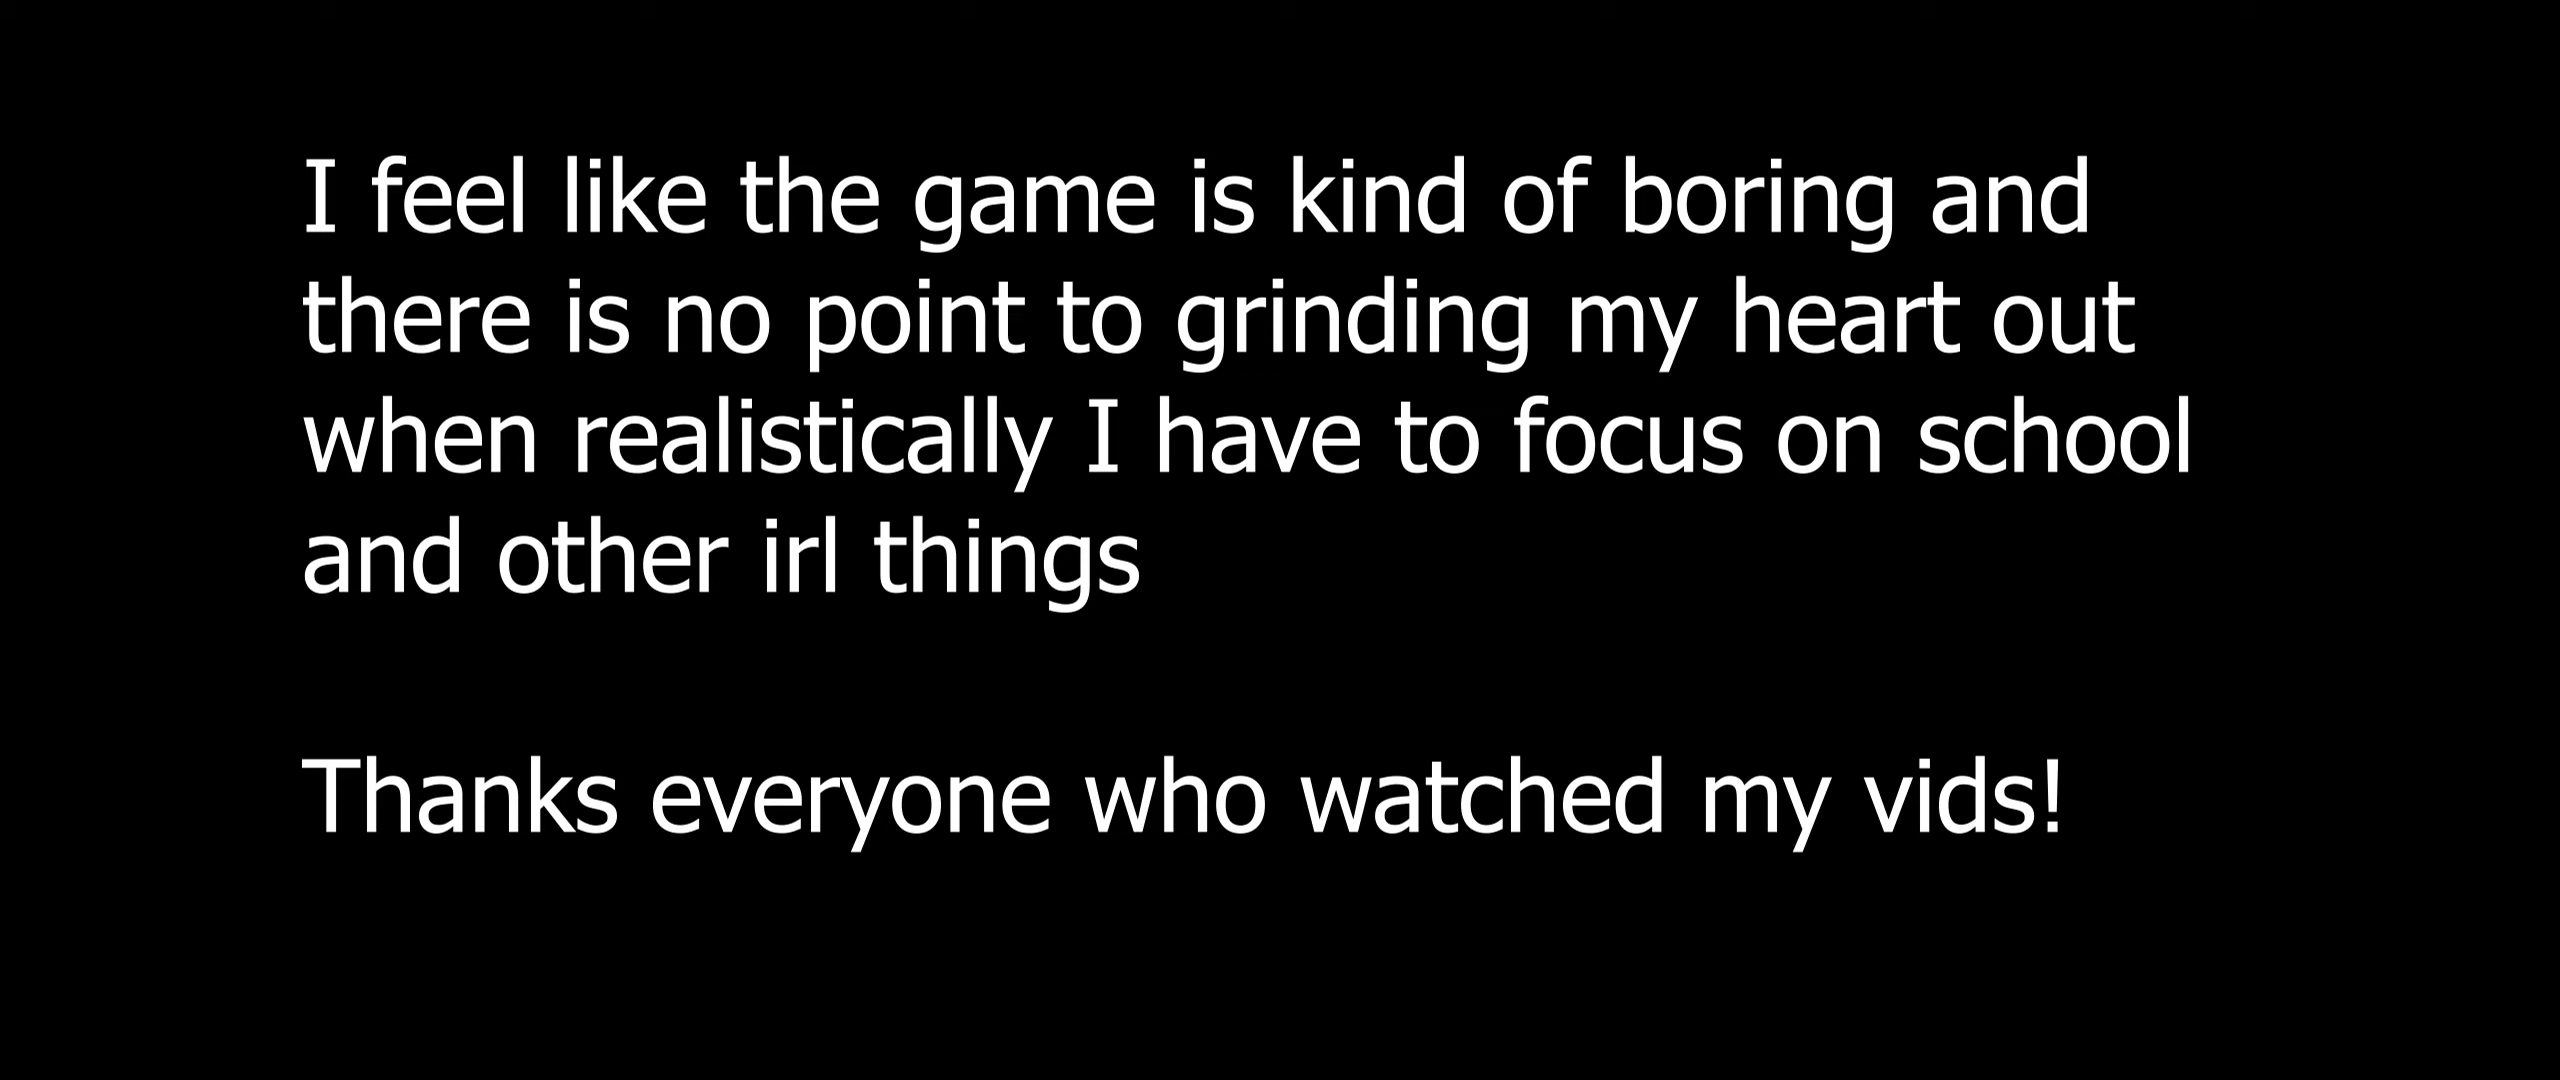 I feel like the game is kind of boring and
there is no point to grinding my heart out
when realistically I have to focus on school
and other irl things
Thanks everyone who watched my vids!